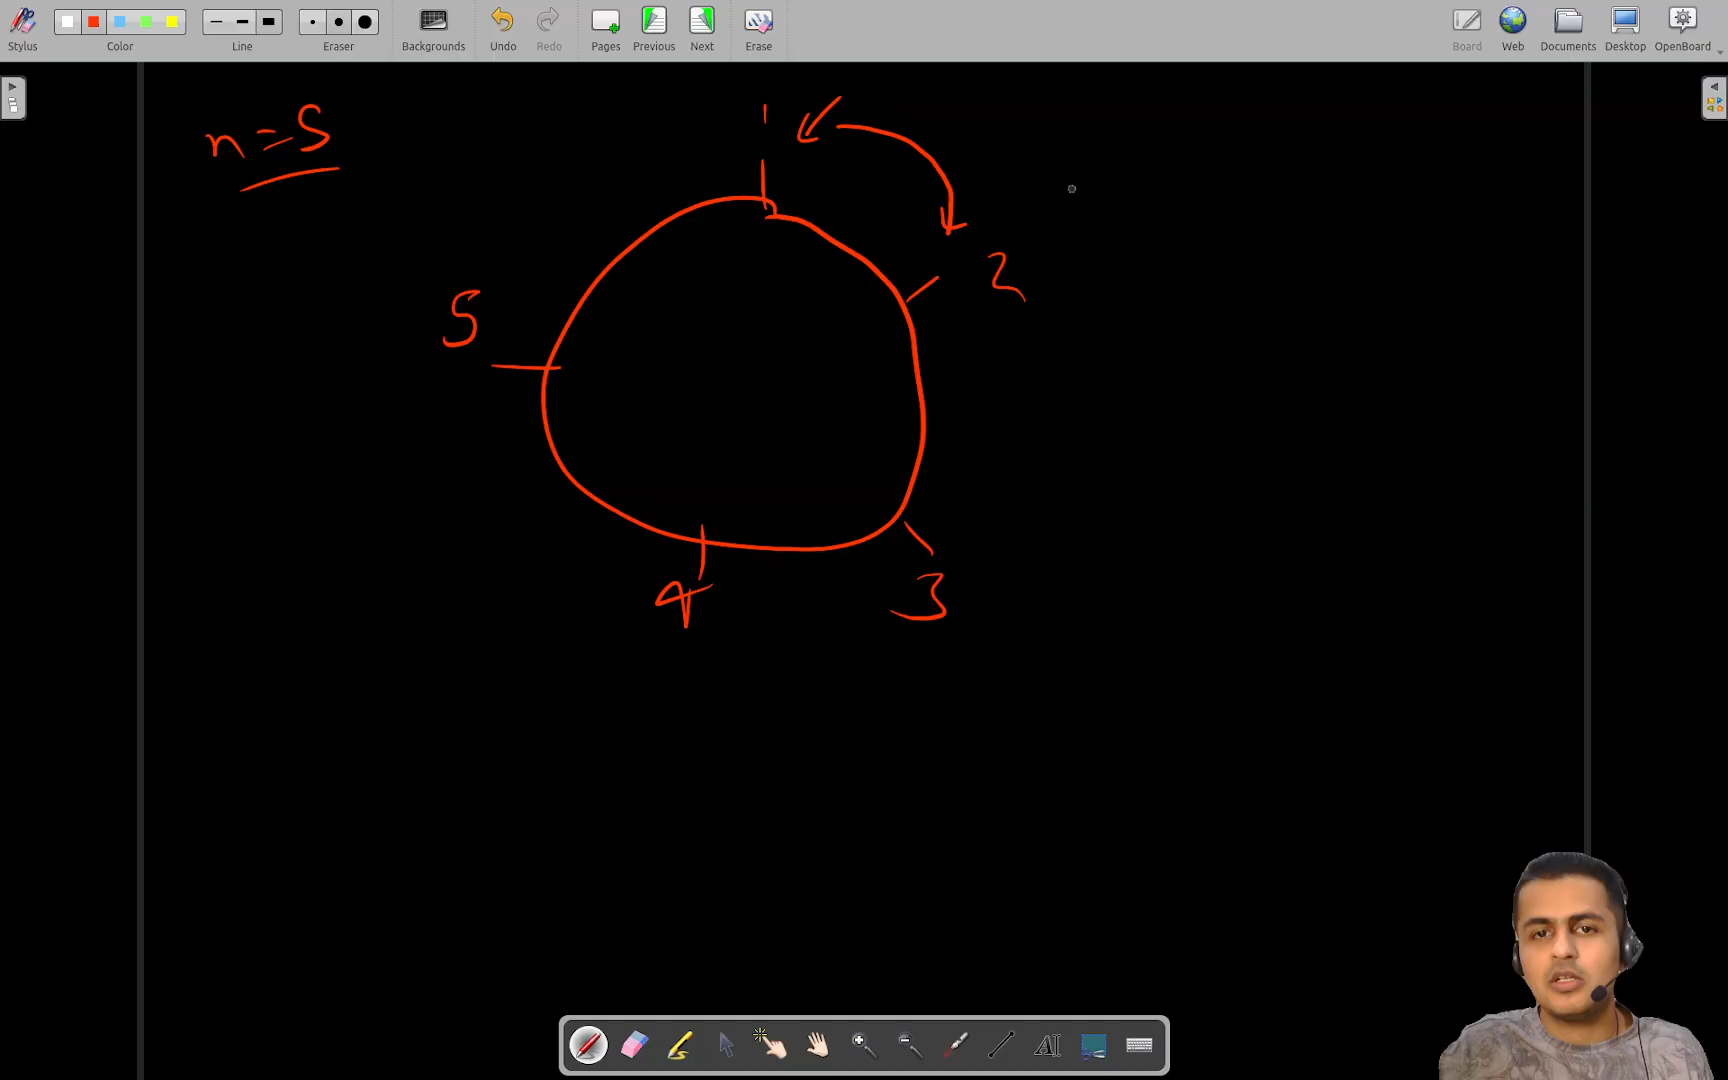 Stylus
Color
Line
Eraser
Backgrounds
Undo
Redo
Pages
Previous
Next
Erase
Board
Web
Documents
Desktop
OpenBoard
n=5
1
2
5
4
3
AI